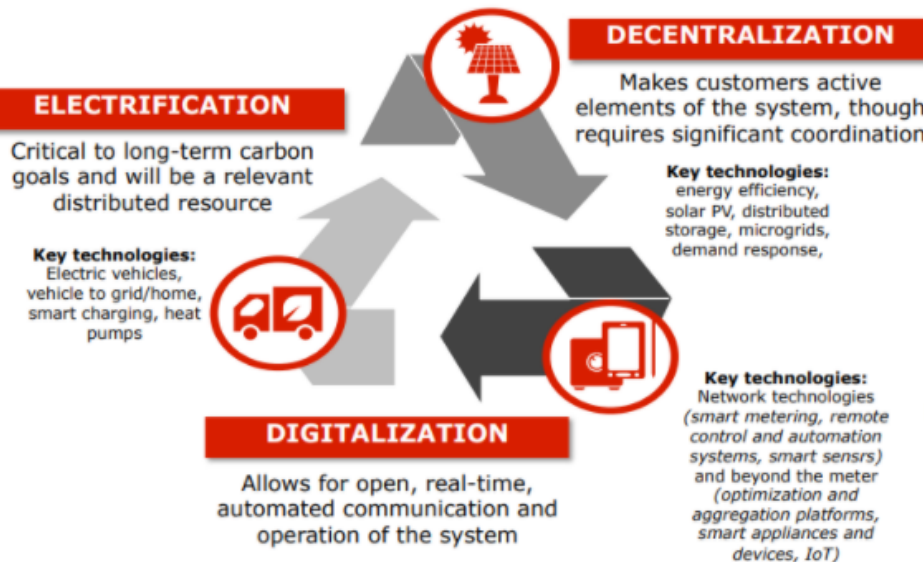 ELECTRIFICATION
Critical to long-term carbon
goals and will be a relevant
distributed resource
Key technologies:
Electric vehicles,
vehicle to grid/home,
smart charging, heat
pumps
DECENTRALIZATION
Makes customers active
elements of the system, though
requires significant coordination
Key technologies:
energy efficiency,
solar PV, distributed
storage, microgrids,
demand response,
DIGITALIZATION
Allows for open, real-time,
automated communication and
operation of the system
Key technologies:
Network technologies
(smart metering, remote
control and automation
systems, smart sensrs)
and beyond the meter
(optimization and
aggregation platforms,
smart appliances and
devices, IoT)